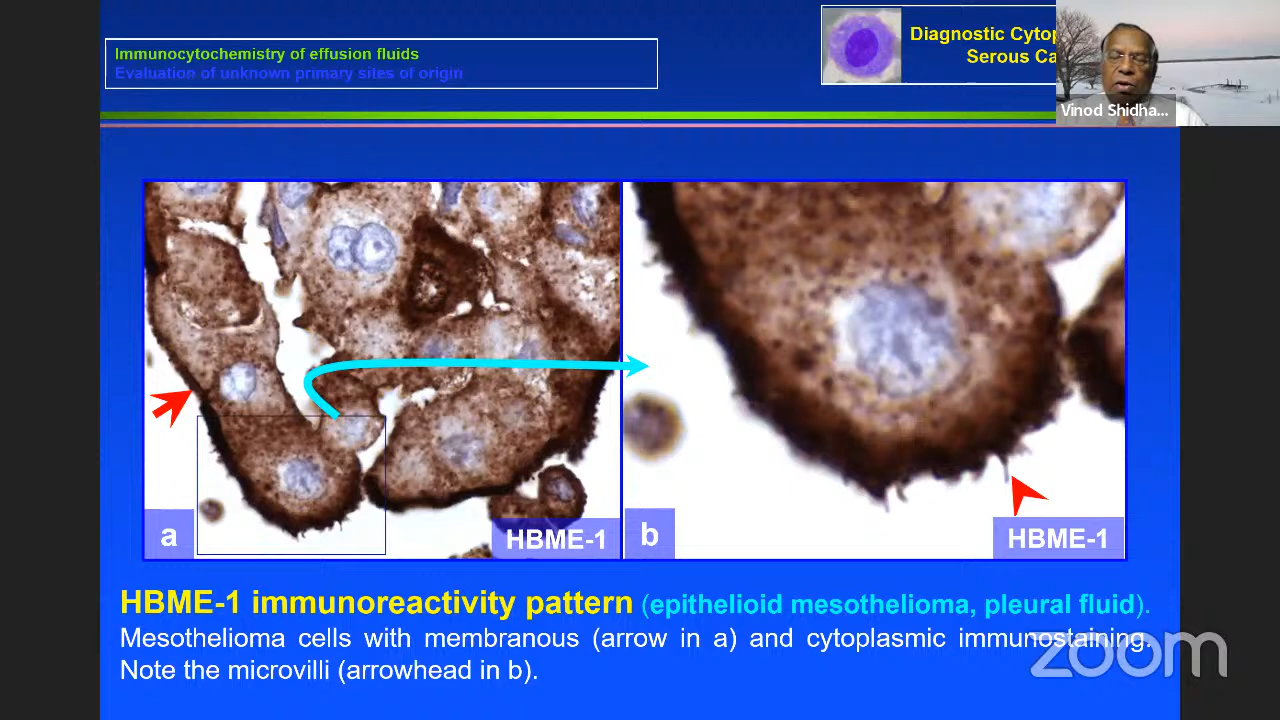 Immunocytochemistry of effusion fluids
Evaluation of unknown primary sites of origin
Diagnostic
Serous
Vinod Shidha...
a
HBME-1
b
HBME-1
HBME-1 immunoreactivity pattern (epithelioid mesothelioma, pleural fluid).
Mesothelioma cells with membranous (arrow in a) and cytoplasmic immunostaining.
Note the microvilli (arrowhead in b).
zoom